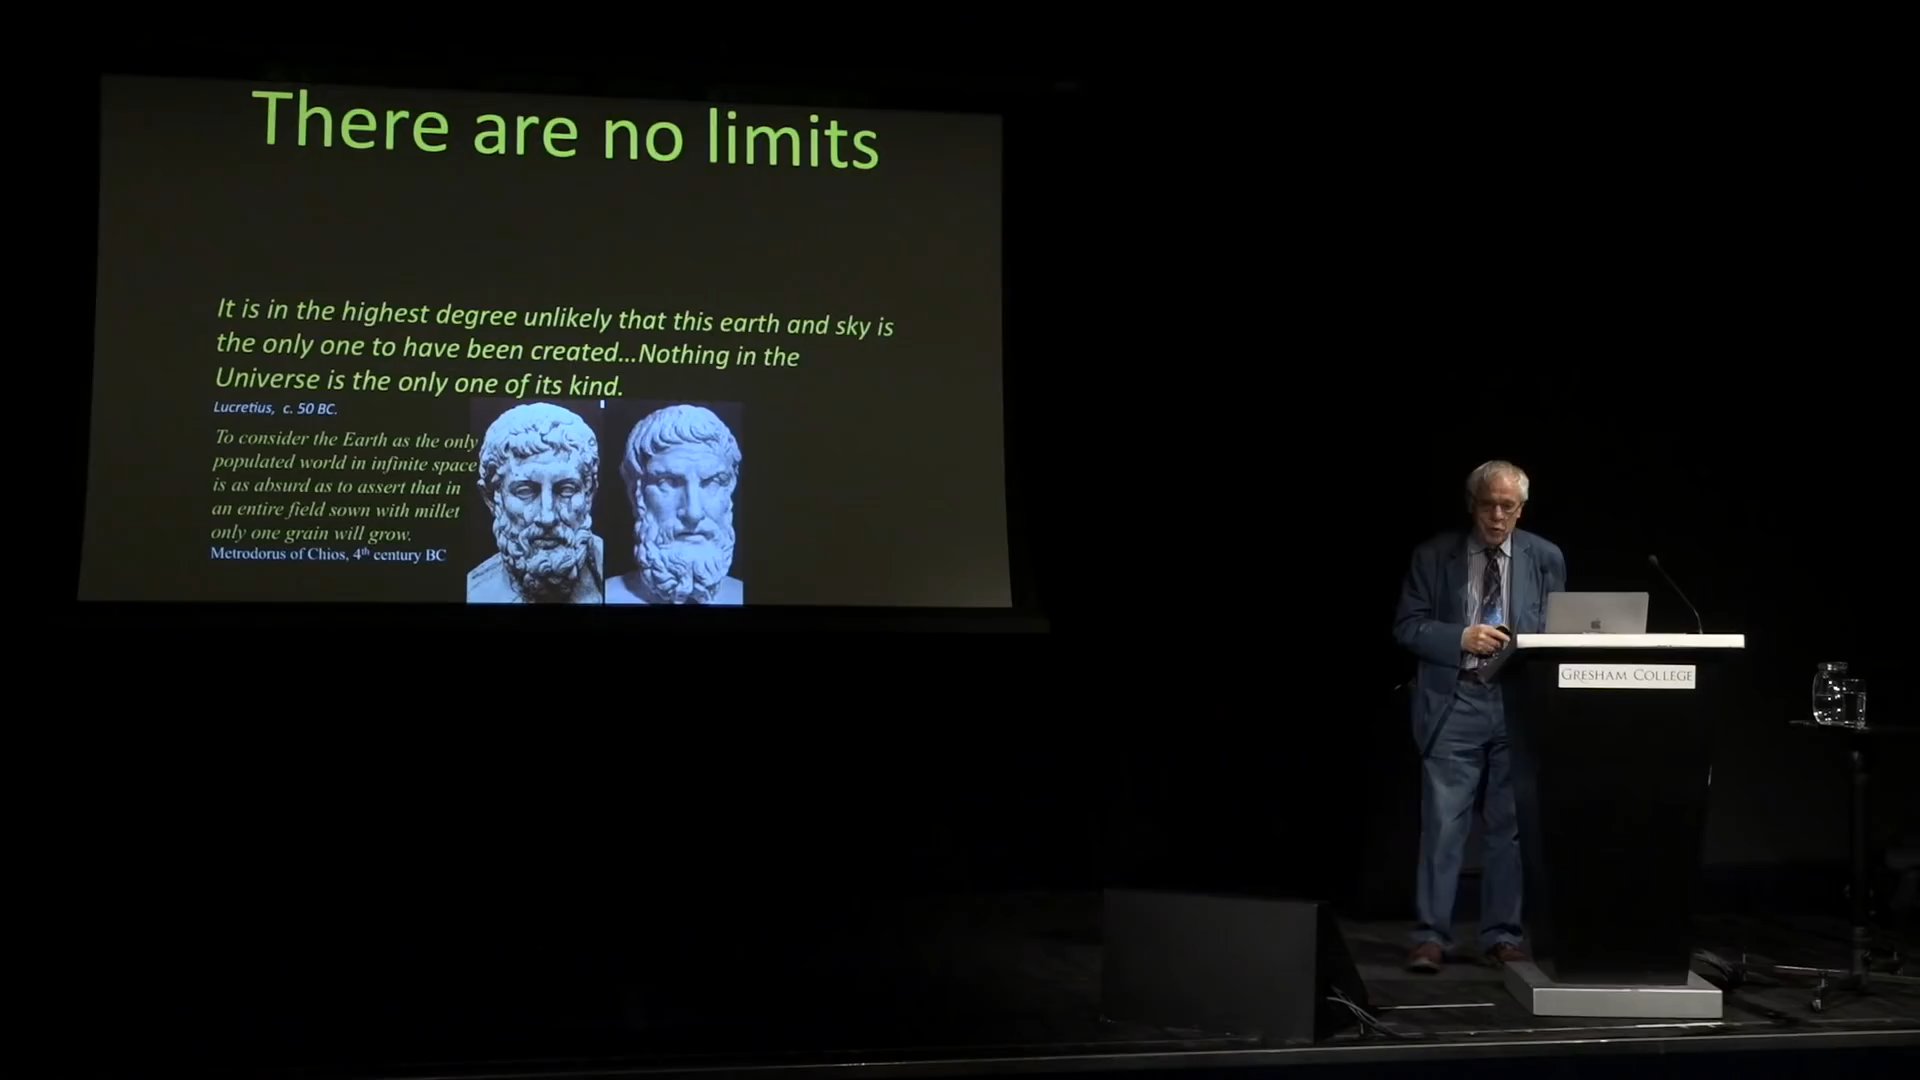 There are no limits
It is in the highest degree unlikely that this earth and sky is
the only one to have been created...Nothing in the
Universe is the only one of its kind.
Lucretius, c. 50 BC.
To consider the Earth as the only
populated world in infinite space
is as absurd as to assert that in
an entire field sown with millet
only one grain will grow.
Metrodorus of Chios, 4th century BC
GRESHAM COLLEGE